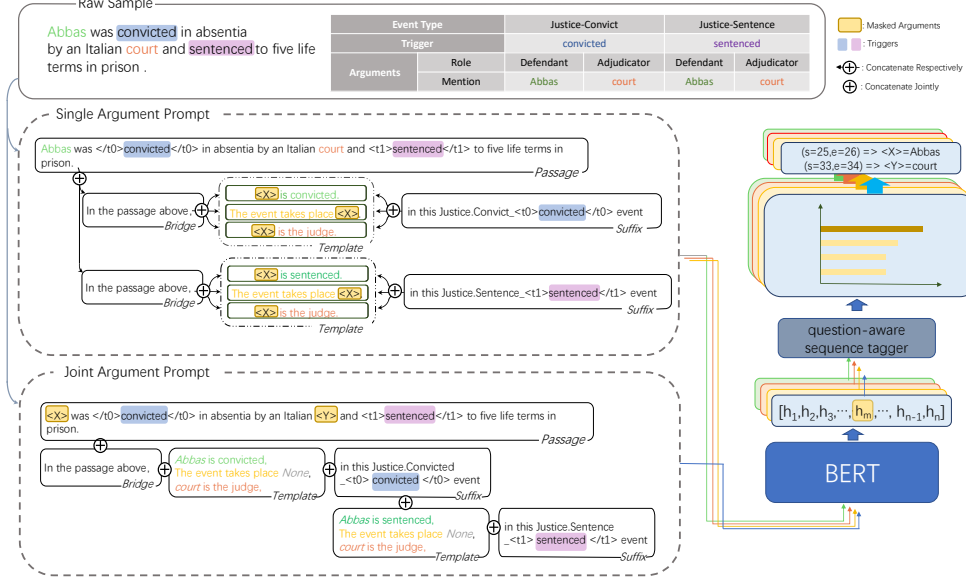 Raw Sample
Abbas was convicted in absentia
by an Italian court and sentenced to five life
terms in prison .
Event Type Justice-Convict Justice-Sentence
Trigger convicted sentenced
Arguments Role Defendant Adjudicator Defendant Adjudicator
Mention Abbas court Abbas court
: Masked Arguments
: Triggers
: Concatenate Respectively
: Concatenate Jointly
Single Argument Prompt
Abbas was </t0>convicted</t0> in absentia by an Italian court and <t1>sentenced</t1> to five life terms in
prison.
Passage
In the passage above,
Bridge
<X> is convicted.
The event takes place <X>.
<X> is the judge.
Template
in this Justice.Convict_<t0>convicted</t0> event
Suffix
In the passage above,
Bridge
<X> is sentenced.
The event takes place <X>.
<X> is the judge.
Template
in this Justice.Sentence_<t1>sentenced</t1> event
Suffix
Joint Argument Prompt
<X> was </t0>convicted</t0> in absentia by an Italian <Y> and <t1>sentenced</t1> to five life terms in
prison.
Passage
In the passage above,
Bridge
Abbas is convicted,
The event takes place None,
court is the judge,
Template
in this Justice.Convicted
_<t0> convicted </t0> event
Suffix
Abbas is sentenced,
The event takes place None,
court is the judge,
Template
in this Justice.Sentence
_<t1> sentenced </t1> event
Suffix
(s=25,e=26) => <X>=Abbas
(s=33,e=34) => <Y>=court
question-aware
sequence tagger
[h1,h2,h3,···, hm,···, hn-1,hn]
BERT